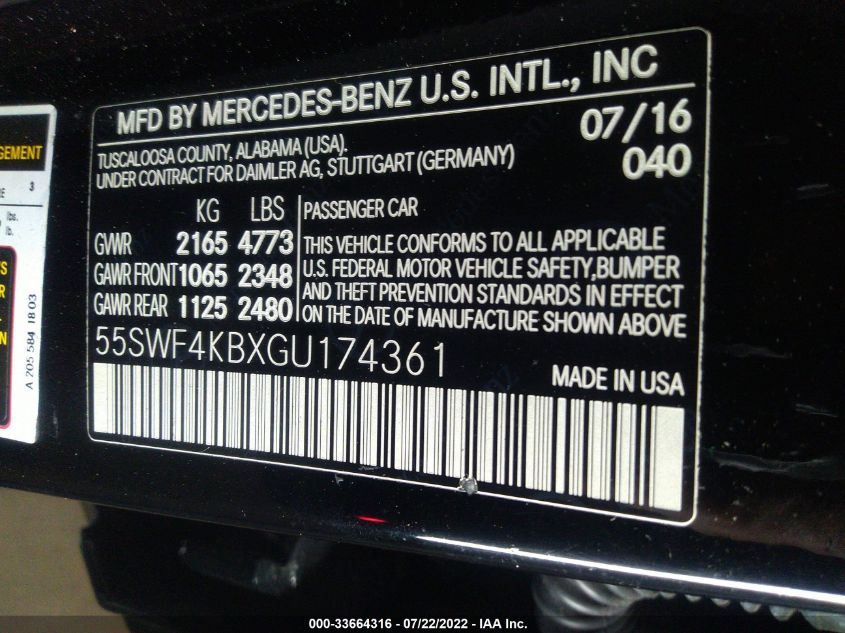 MFD BY MERCEDES-BENZ U.S. INTL., INC
TUSCALOOSA COUNTY, ALABAMA (USA).
UNDER CONTRACT FOR DAIMLER AG, STUTTGART (GERMANY)
07/16
040
KG LBS
GVWR 2165 4773
GAWR FRONT 1065 2348
GAWR REAR 1125 2480
PASSENGER CAR
THIS VEHICLE CONFORMS TO ALL APPLICABLE
U.S. FEDERAL MOTOR VEHICLE SAFETY,BUMPER
AND THEFT PREVENTION STANDARDS IN EFFECT
ON THE DATE OF MANUFACTURE SHOWN ABOVE
55SWF4KBXGU174361
MADE IN USA
3
lbs.
lb.
A 205 584 18 03
000-33664316 - 07/22/2022 - IAA Inc.